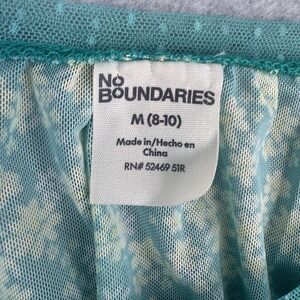 NO
BOUNDARIES
M (8-10)
Made in/Hecho en
China
RN# 52469 51R